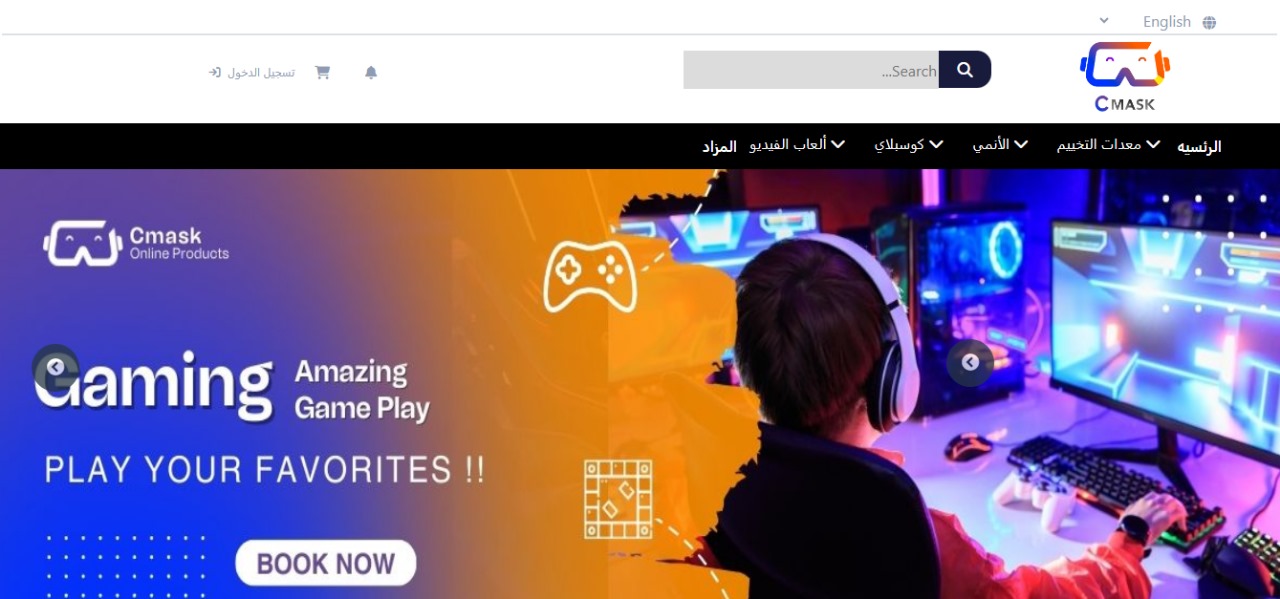 English
CMASK
Search...
تسجيل الدخول
الرئسيه
معدات التخييم
الأنمي
كوسبلاي
ألعاب الفيديو
المزاد
Cmask
Online Products
Gaming
Amazing
Game Play
PLAY YOUR FAVORITES !!
BOOK NOW